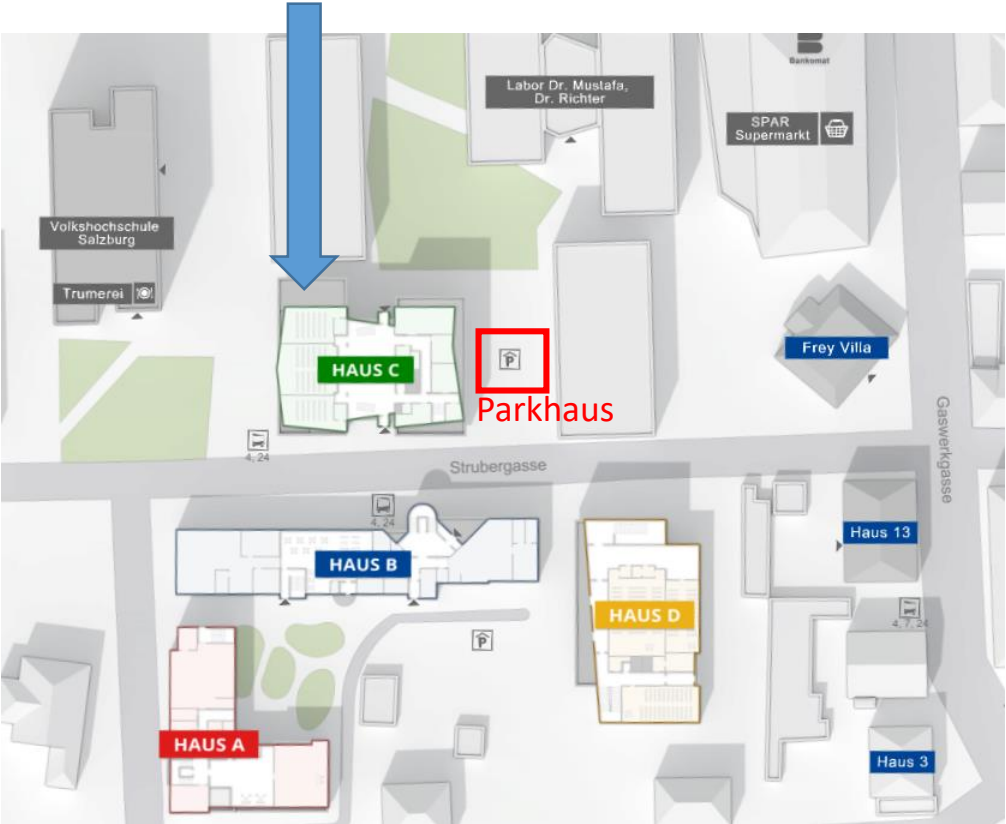 Bankomat
Labor Dr. Mustafa,
Dr. Richter
SPAR
Supermarkt
Volkshochschule
Salzburg
Trumerei
HAUS C
P
Parkhaus
Frey Villa
Gaswerkgasse
4, 24
Strubergasse
4, 24
Haus 13
HAUS B
HAUS D
4, 7, 24
P
HAUS A
Haus 3